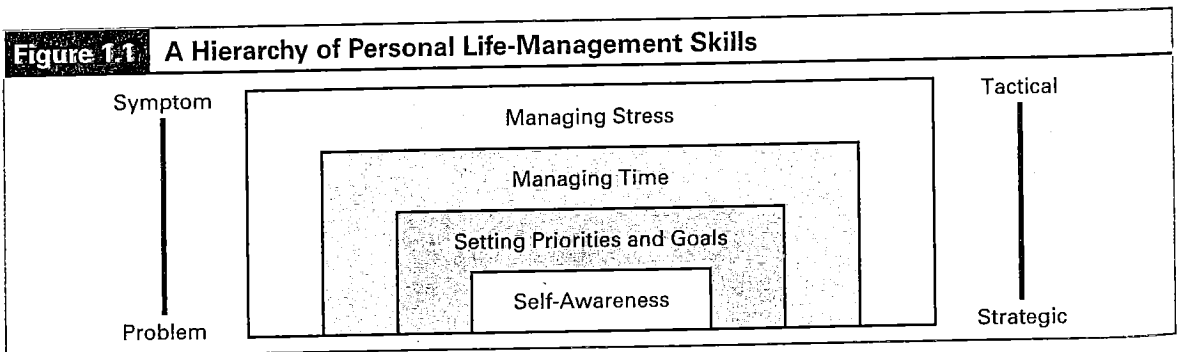 Figure 1.1 A Hierarchy of Personal Life-Management Skills
Symptom
Tactical
Managing Stress
Managing Time
Setting Priorities and Goals
Self-Awareness
Problem
Strategic